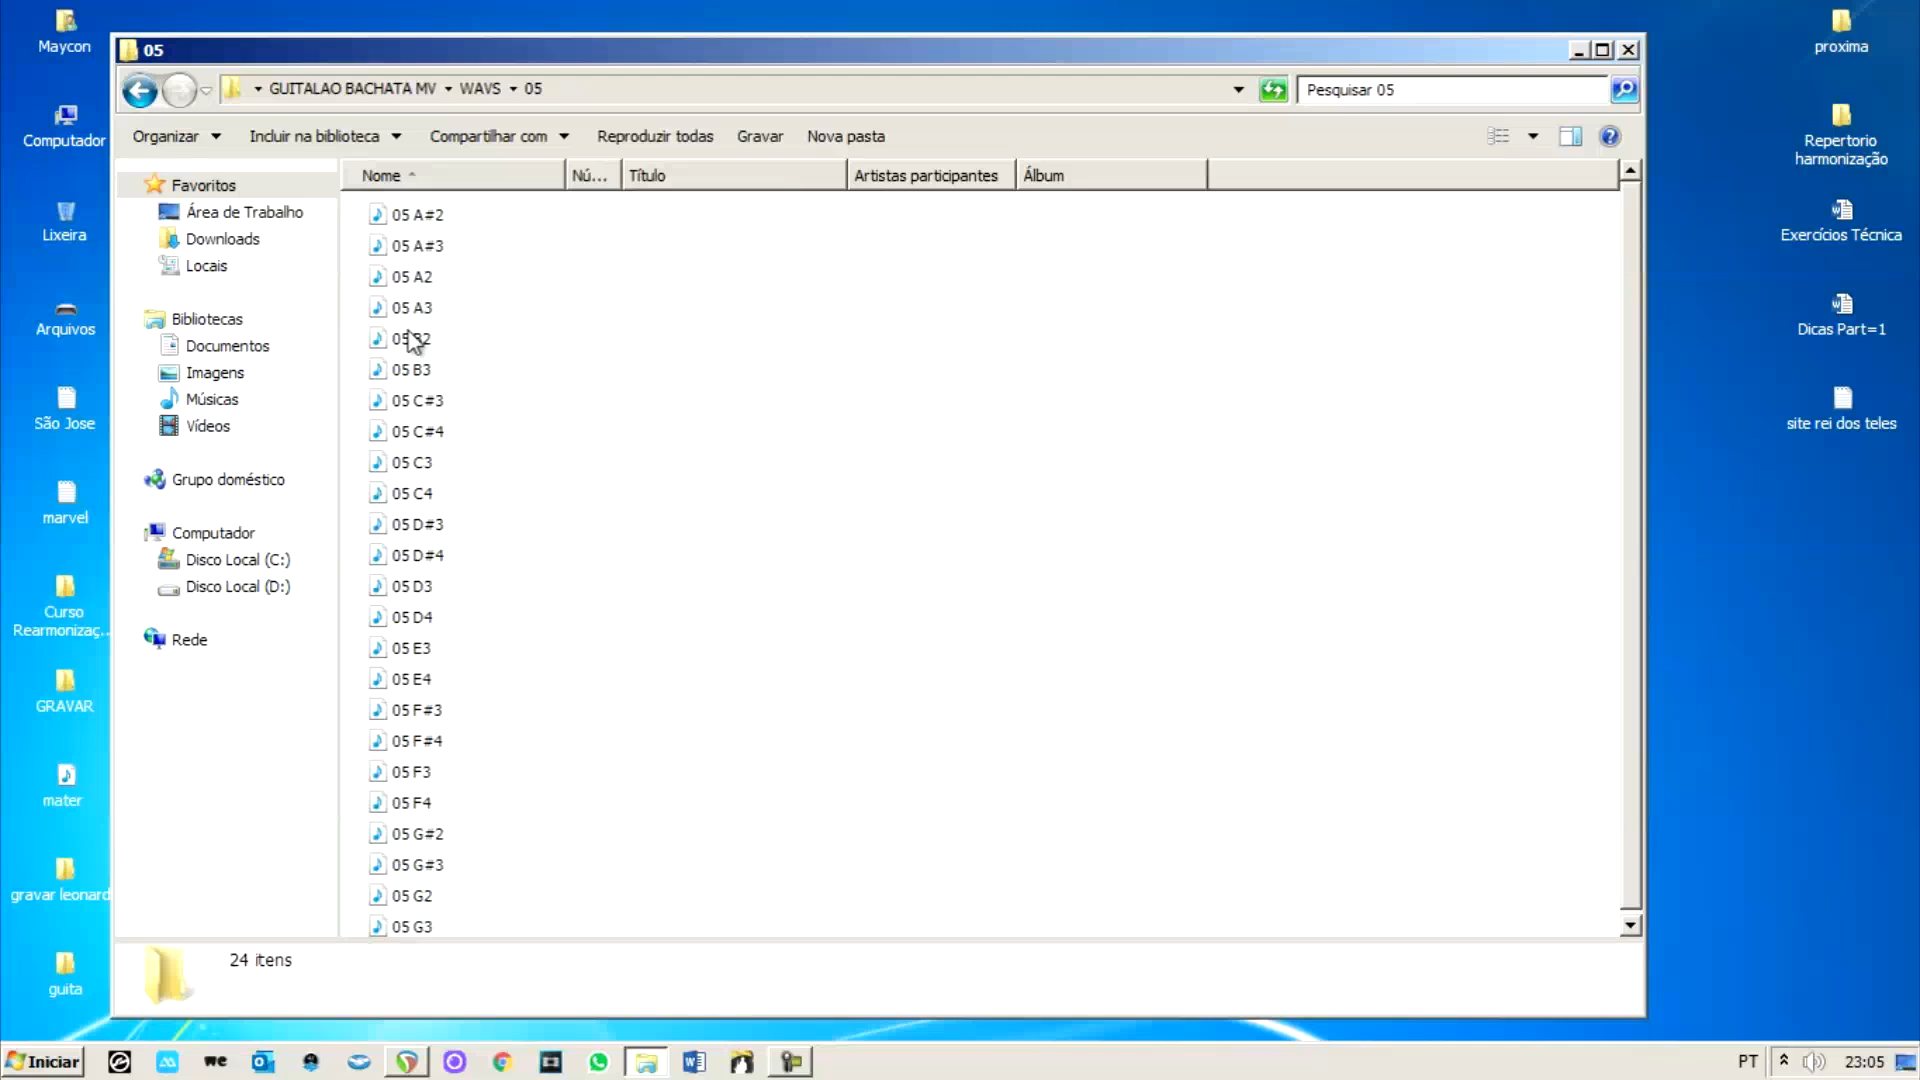 Maycon
Computador
Lixeira
Arquivos
São Jose
marvel
Curso
Rearmonizaç...
GRAVAR
mater
gravar leonard
guita
05
GUITALAO BACHATA MV
WAVS
05
Pesquisar 05
Organizar
Incluir na biblioteca
Compartilhar com
Reproduzir todas
Gravar
Nova pasta
Favoritos
Área de Trabalho
Downloads
Locais
Bibliotecas
Documentos
Imagens
Músicas
Vídeos
Grupo doméstico
Computador
Disco Local (C:)
Disco Local (D:)
Rede
Nome
Nú...
Título
Artistas participantes
Álbum
05 A#2
05 A#3
05 A2
05 A3
05 B3
05 C#3
05 C#4
05 C3
05 C4
05 D#3
05 D#4
05 D3
05 D4
05 E3
05 E4
05 F#3
05 F#4
05 F3
05 F4
05 G#2
05 G#3
05 G2
05 G3
24 itens
proxima
Repertorio
harmonização
Exercícios Técnica
Dicas Part=1
site rei dos teles
Iniciar
we
PT
23:05